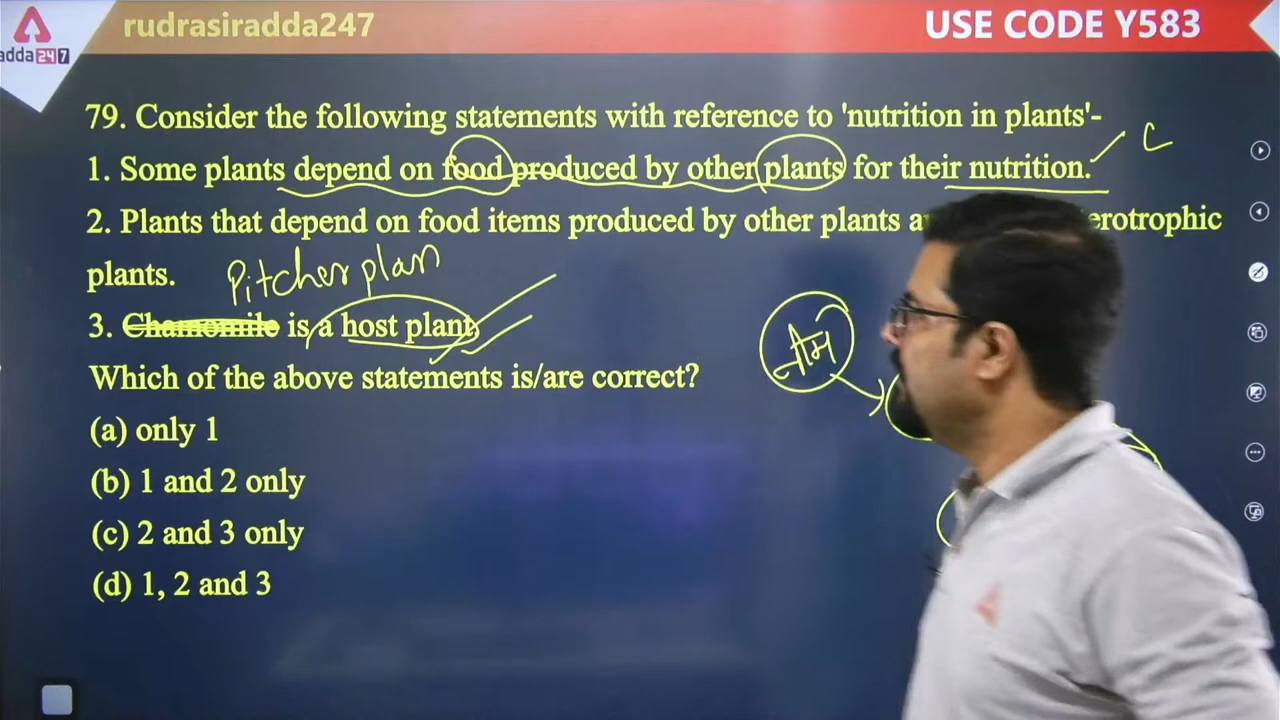 rudrasiradda247
USE CODE Y583
adda247
79. Consider the following statements with reference to 'nutrition in plants'-
C
1. Some plants depend on food produced by other plants for their nutrition.
2. Plants that depend on food items produced by other plants a erotrophic
plants.
Pitcher plan
3. Chamomile is a host plant.
Which of the above statements is/are correct?
(a) only 1
(b) 1 and 2 only
(c) 2 and 3 only
(d) 1, 2 and 3